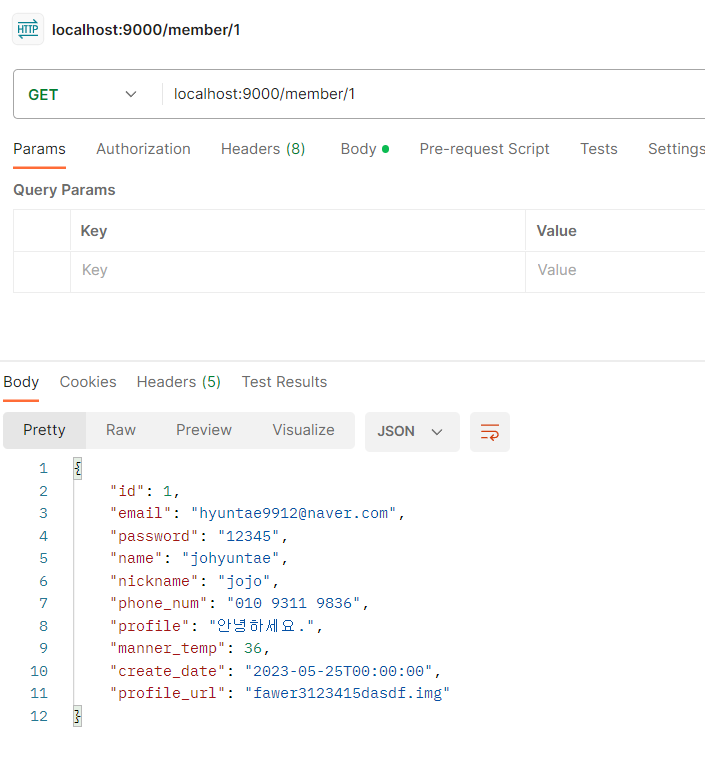 HTTP localhost:9000/member/1
GET localhost:9000/member/1
Params Authorization Headers (8) Body Pre-request Script Tests Settings
Query Params
Key Value
Key Value
Body Cookies Headers (5) Test Results
Pretty Raw Preview Visualize JSON
1 {
2 "id": 1,
3 "email": "hyuntae9912@naver.com",
4 "password": "12345",
5 "name": "johyuntae",
6 "nickname": "jojo",
7 "phone_num": "010 9311 9836",
8 "profile": "안녕하세요.",
9 "manner_temp": 36,
10 "create_date": "2023-05-25T00:00:00",
11 "profile_url": "fawer3123415dasdf.img"
12 }